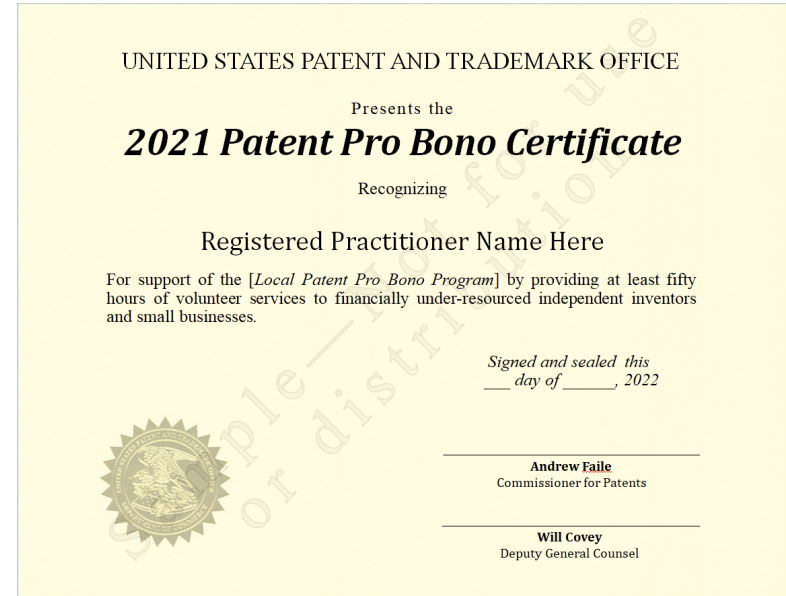 UNITED STATES PATENT AND TRADEMARK OFFICE
Presents the
2021 Patent Pro Bono Certificate
Recognizing
Registered Practitioner Name Here
For support of the [Local Patent Pro Bono Program] by providing at least fifty
hours of volunteer services to financially under-resourced independent inventors
and small businesses.
Signed and sealed this
___ day of ______, 2022
Andrew Faile
Commissioner for Patents
Will Covey
Deputy General Counsel
Sample—Not for use
or distribution